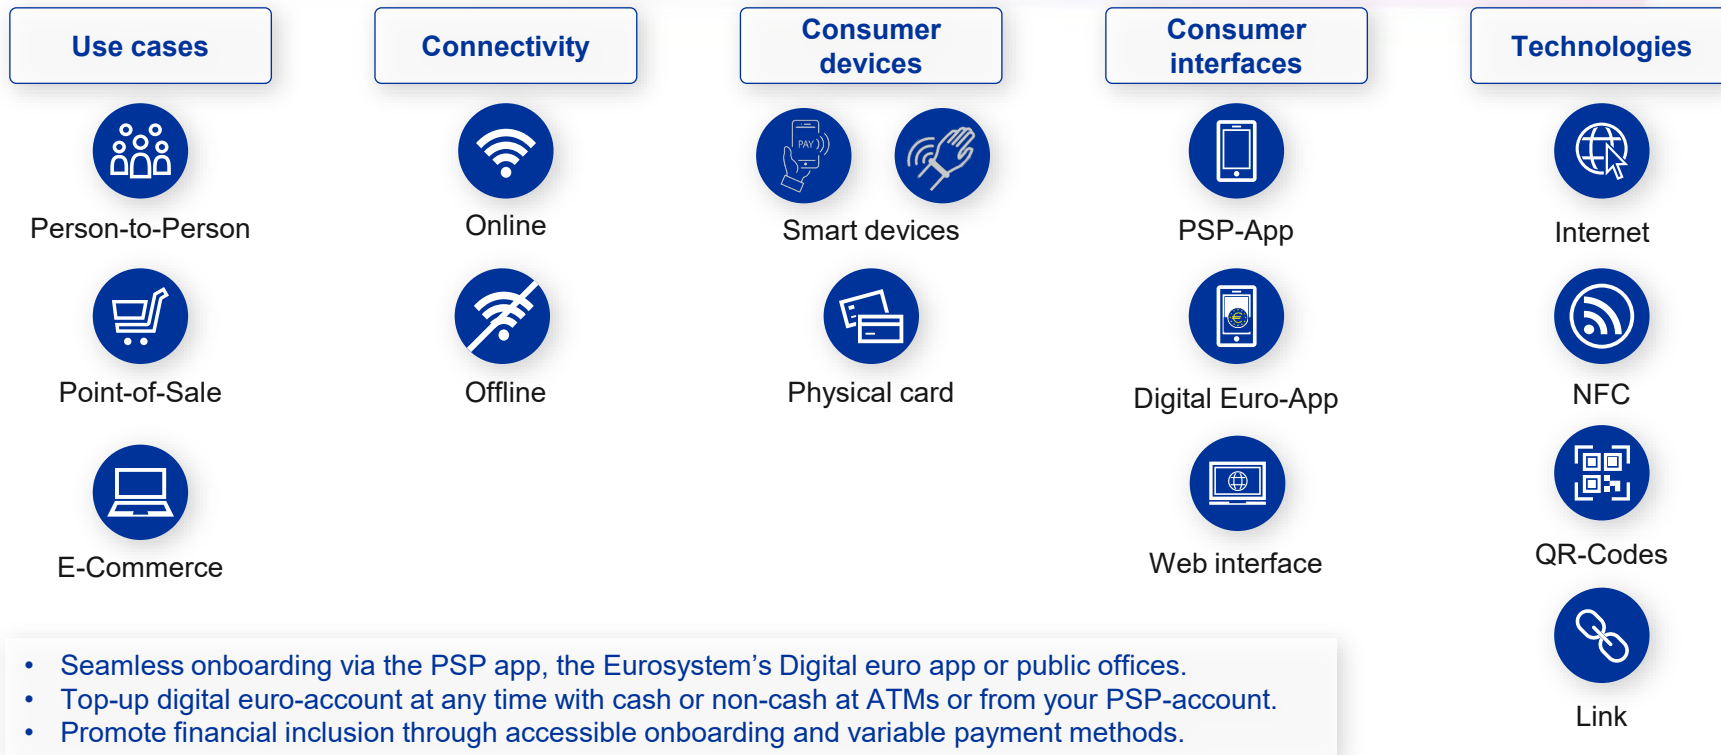 Use cases
Connectivity
Consumer
devices
Consumer
interfaces
Technologies
PAY
Person-to-Person
Online
Smart devices
PSP-App
Internet
€
Point-of-Sale
Offline
Physical card
Digital Euro-App
NFC
E-Commerce
Web interface
QR-Codes
Link
• Seamless onboarding via the PSP app, the Eurosystem's Digital euro app or public offices.
• Top-up digital euro-account at any time with cash or non-cash at ATMs or from your PSP-account.
• Promote financial inclusion through accessible onboarding and variable payment methods.